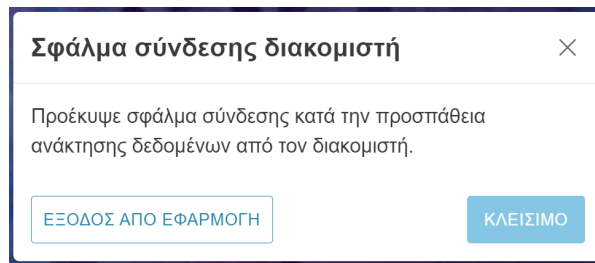 Σφάλμα σύνδεσης διακομιστή
Προέκυψε σφάλμα σύνδεσης κατά την προσπάθεια
ανάκτησης δεδομένων από τον διακομιστή.
ΕΞΟΔΟΣ ΑΠΟ ΕΦΑΡΜΟΓΗ
ΚΛΕΙΣΙΜΟ